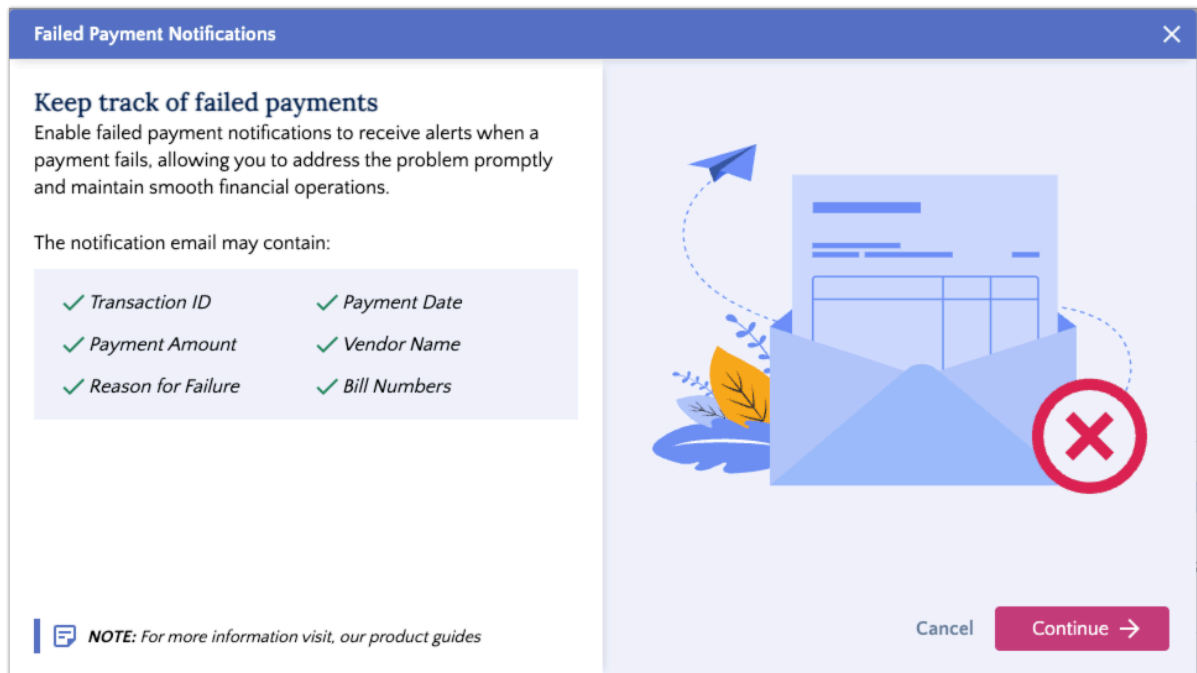 Failed Payment Notifications
Keep track of failed payments
Enable failed payment notifications to receive alerts when a
payment fails, allowing you to address the problem promptly
and maintain smooth financial operations.
The notification email may contain:
Transaction ID
Payment Date
Payment Amount
Vendor Name
Reason for Failure
Bill Numbers
NOTE: For more information visit, our product guides
Cancel
Continue